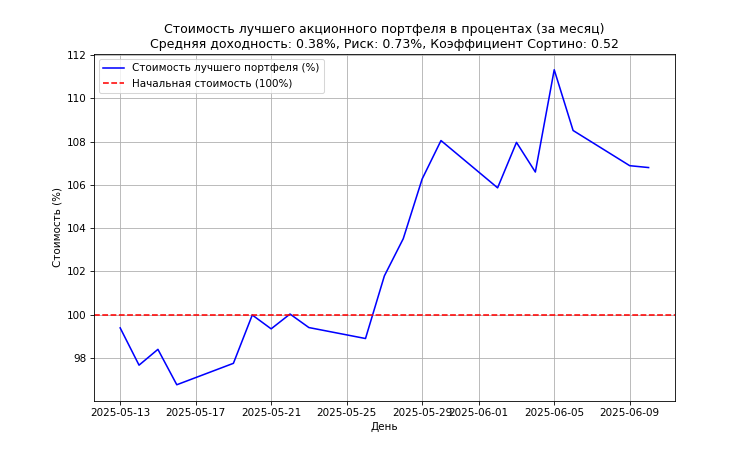 Стоимость лучшего акционного портфеля в процентах (за месяц)
Средняя доходность: 0.38%, Риск: 0.73%, Коэффициент Сортино: 0.52
Стоимость лучшего портфеля (%)
Начальная стоимость (100%)
Стоимость (%)
112
110
108
106
104
102
100
98
2025-05-13 2025-05-17 2025-05-21 2025-05-25 2025-05-29 2025-06-01 2025-06-05 2025-06-09
День